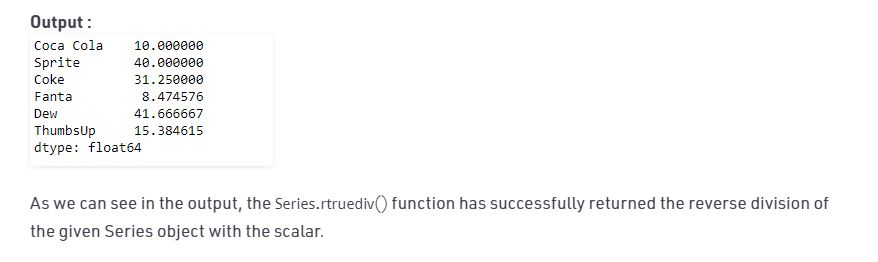 Output :
Coca Cola    10.000000
Sprite       40.000000
Coke         31.250000
Fanta         8.474576
Dew          41.666667
ThumbsUp     15.384615
dtype: float64
As we can see in the output, the Series.rtruediv() function has successfully returned the reverse division of
the given Series object with the scalar.